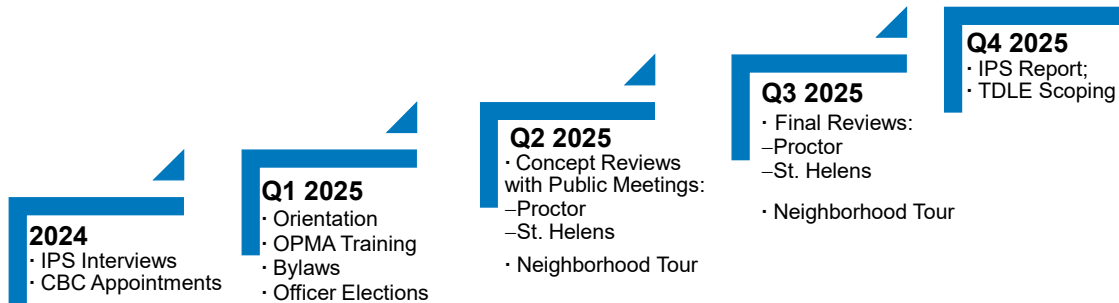 2024
· IPS Interviews
· CBC Appointments
Q1 2025
· Orientation
· OPMA Training
· Bylaws
· Officer Elections
Q2 2025
· Concept Reviews
with Public Meetings:
–Proctor
–St. Helens
· Neighborhood Tour
Q3 2025
· Final Reviews:
–Proctor
–St. Helens
· Neighborhood Tour
Q4 2025
· IPS Report;
· TDLE Scoping